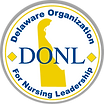 Delaware Organization
DONL
For Nursing Leadership